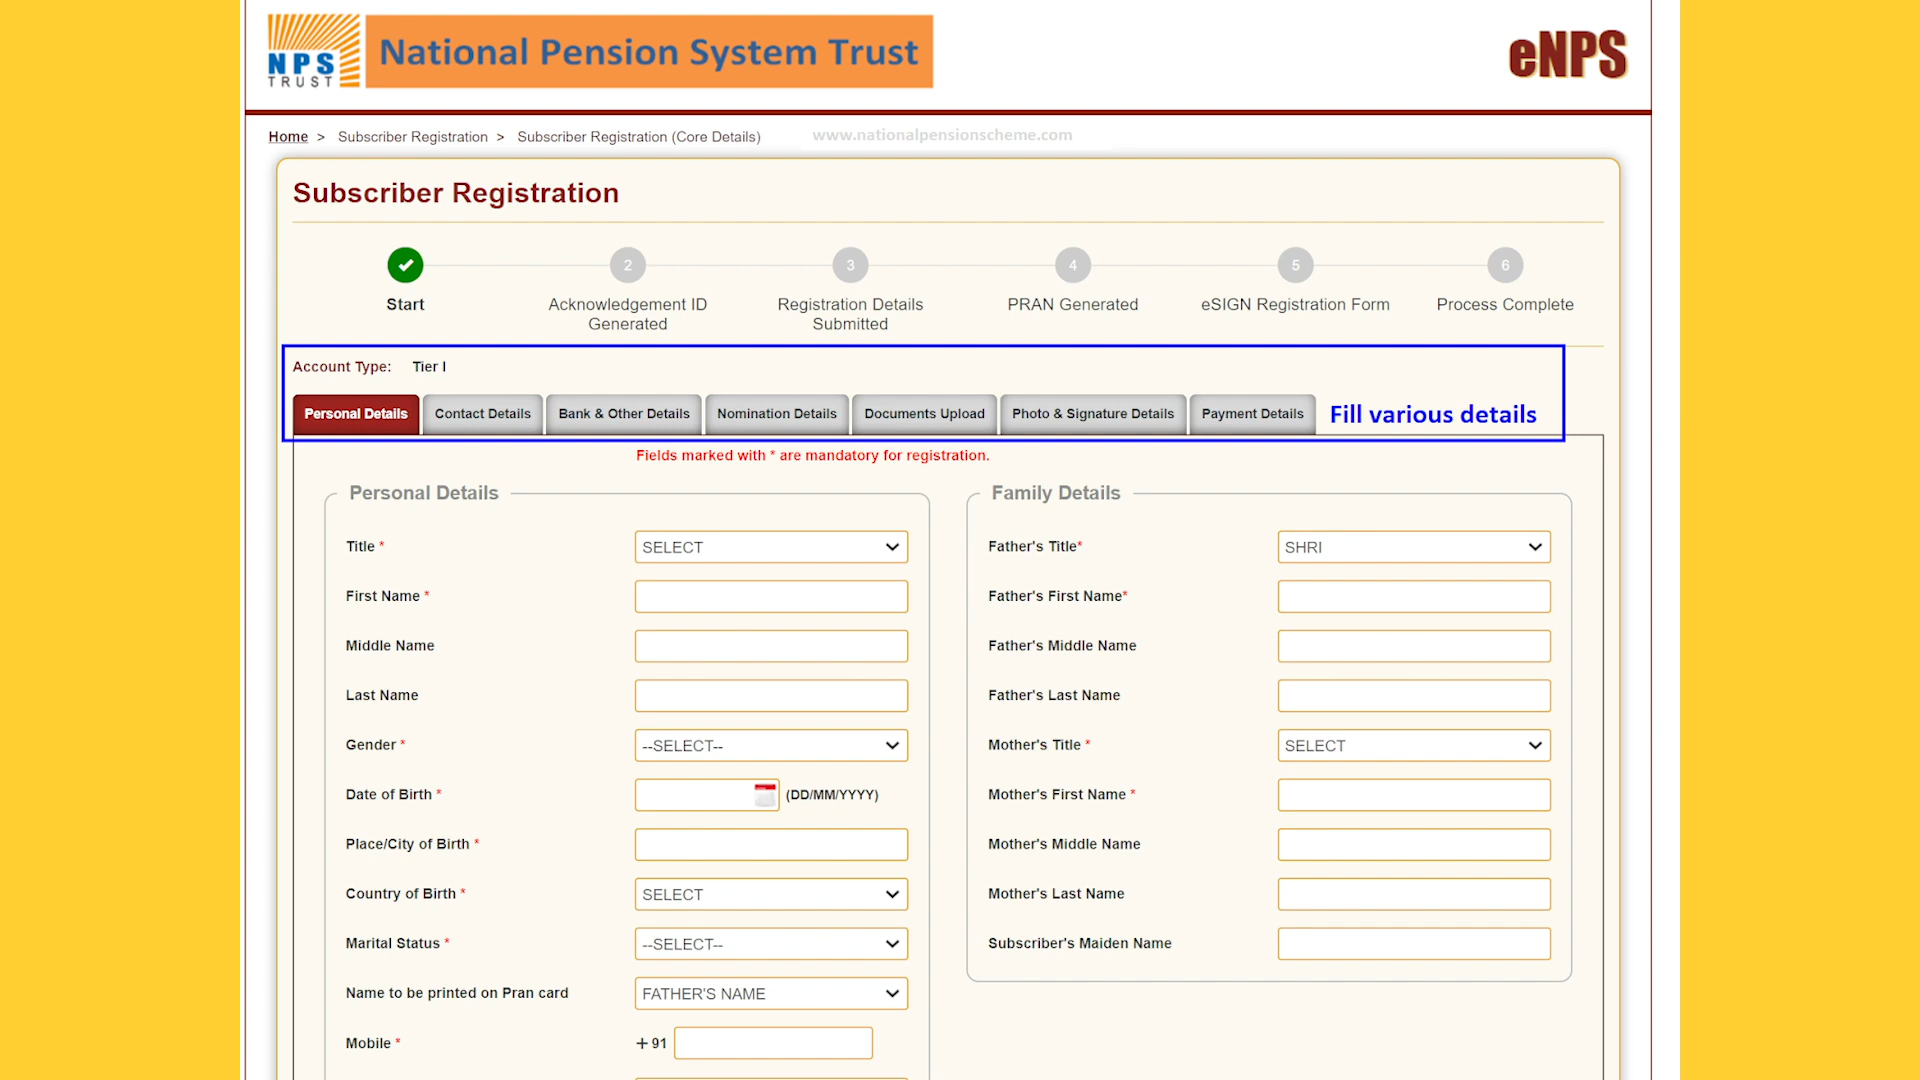 NPS
TRUST
National Pension System Trust
eNPS
Home > Subscriber Registration > Subscriber Registration (Core Details)
www.nationalpensionscheme.com
Subscriber Registration
2
3
4
5
6
Start
Acknowledgement ID
Generated
Registration Details
Submitted
PRAN Generated
eSIGN Registration Form
Process Complete
Account Type: Tier I
Personal Details
Contact Details
Bank & Other Details
Nomination Details
Documents Upload
Photo & Signature Details
Payment Details
Fill various details
Fields marked with * are mandatory for registration.
Personal Details
Title * SELECT
First Name *
Middle Name
Last Name
Gender * --SELECT--
Date of Birth * (DD/MM/YYYY)
Place/City of Birth *
Country of Birth * SELECT
Marital Status * --SELECT--
Name to be printed on Pran card FATHER'S NAME
Mobile * +91
Family Details
Father's Title* SHRI
Father's First Name*
Father's Middle Name
Father's Last Name
Mother's Title * SELECT
Mother's First Name *
Mother's Middle Name
Mother's Last Name
Subscriber's Maiden Name